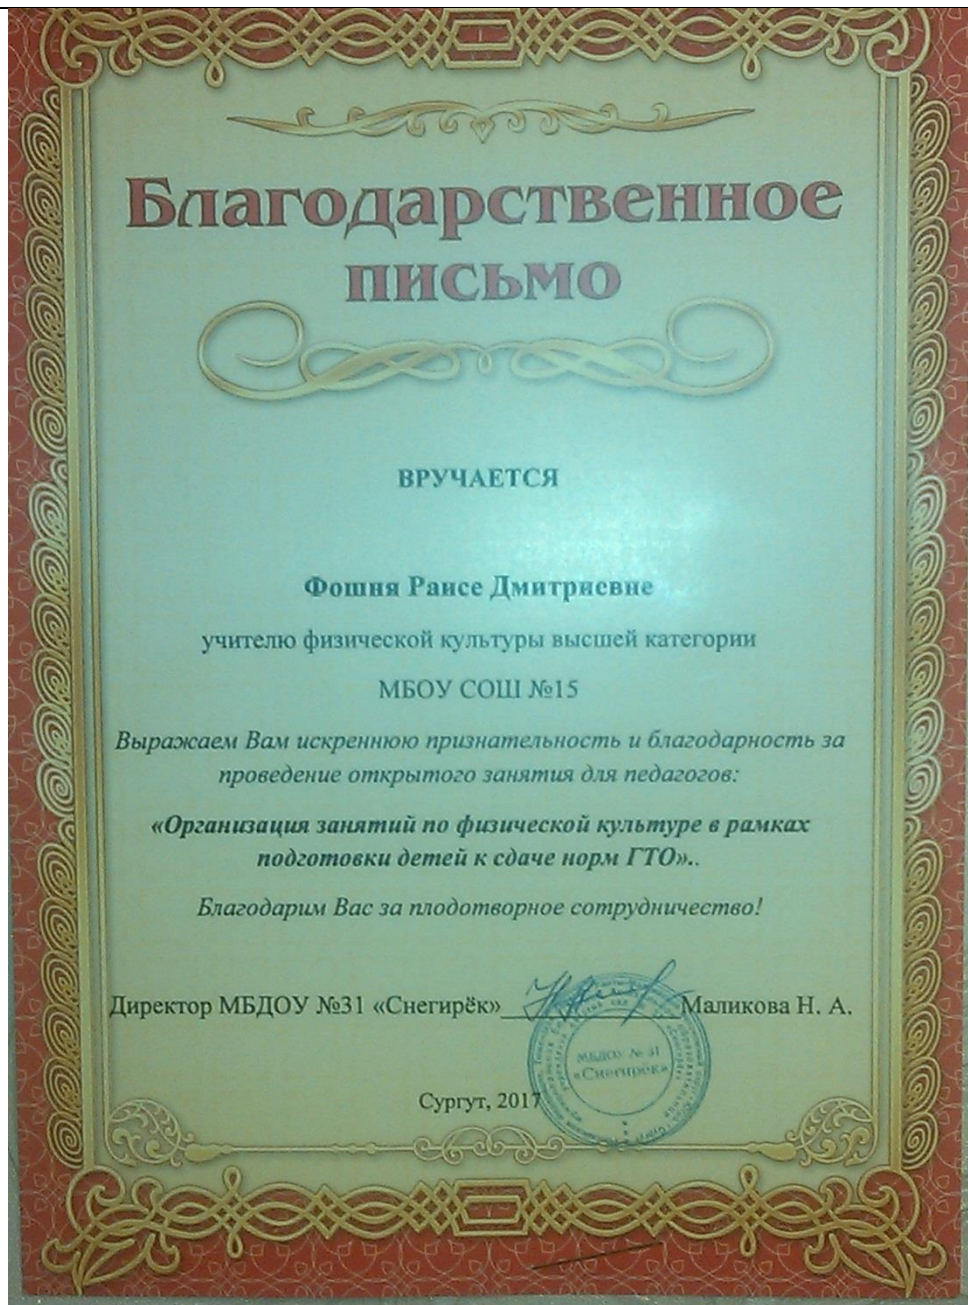 Благодарственное
письмо
ВРУЧАЕТСЯ
Фошня Раисе Дмитриевне
учителю физической культуры высшей категории
МБОУ СОШ №15
Выражаем Вам искреннюю признательность и благодарность за
проведение открытого занятия для педагогов:
«Организация занятий по физической культуре в рамках
подготовки детей к сдаче норм ГТО»..
Благодарим Вас за плодотворное сотрудничество!
Директор МБДОУ №31 «Снегирёк» Маликова Н. А.
МБДОУ № 31
«Снегирёк»
Сургут, 2017